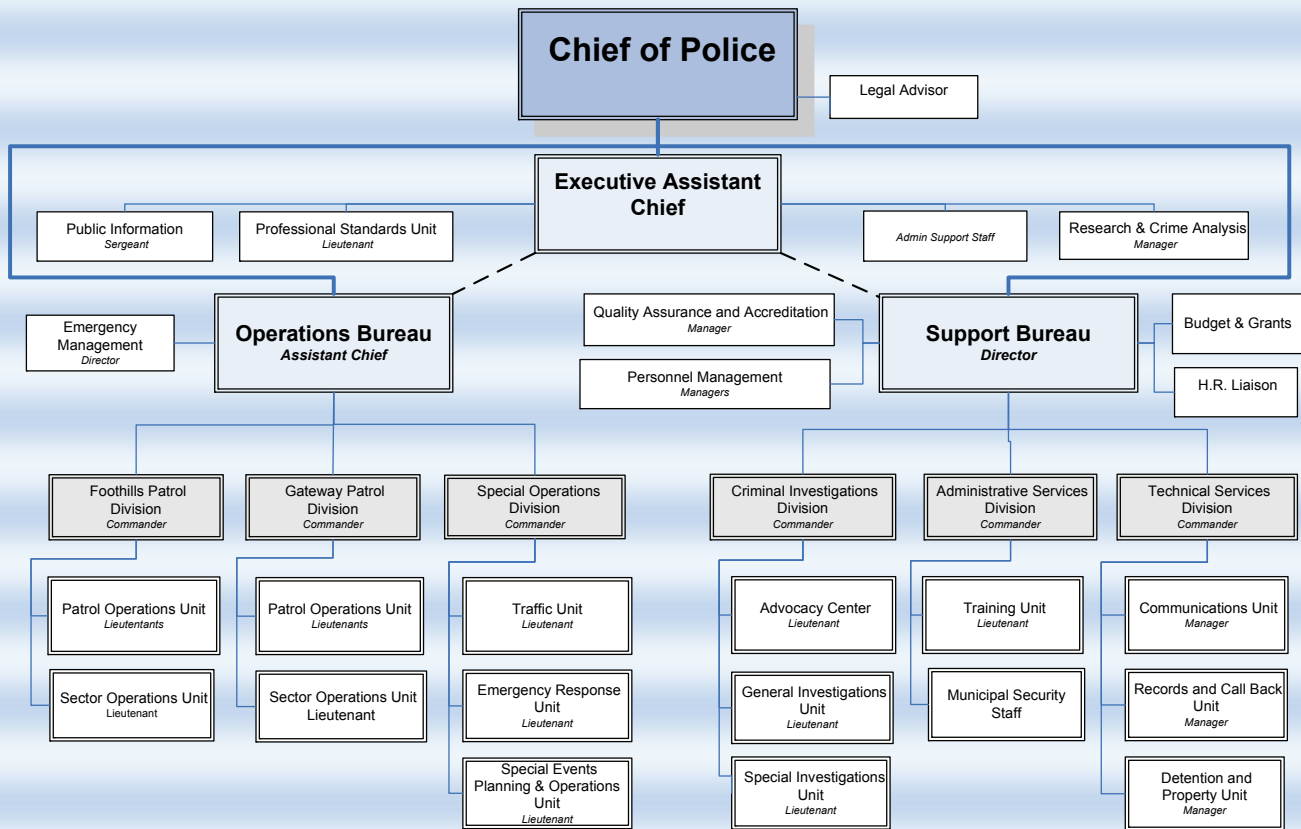 Chief of Police
Legal Advisor
Executive Assistant
Chief
Public Information
Sergeant
Professional Standards Unit
Lieutenant
Admin Support Staff
Research & Crime Analysis
Manager
Emergency
Management
Director
Operations Bureau
Assistant Chief
Quality Assurance and Accreditation
Manager
Personnel Management
Managers
Support Bureau
Director
Budget & Grants
H.R. Liaison
Foothills Patrol
Division
Commander
Gateway Patrol
Division
Commander
Special Operations
Division
Commander
Criminal Investigations
Division
Commander
Administrative Services
Division
Commander
Technical Services
Division
Commander
Patrol Operations Unit
Lieutentants
Patrol Operations Unit
Lieutenants
Traffic Unit
Lieutenant
Advocacy Center
Lieutenant
Training Unit
Lieutenant
Communications Unit
Manager
Sector Operations Unit
Lieutenant
Sector Operations Unit
Lieutenant
Emergency Response
Unit
Lieutenant
General Investigations
Unit
Lieutenant
Municipal Security
Staff
Records and Call Back
Unit
Manager
Special Events
Planning & Operations
Unit
Lieutenant
Special Investigations
Unit
Lieutenant
Detention and
Property Unit
Manager